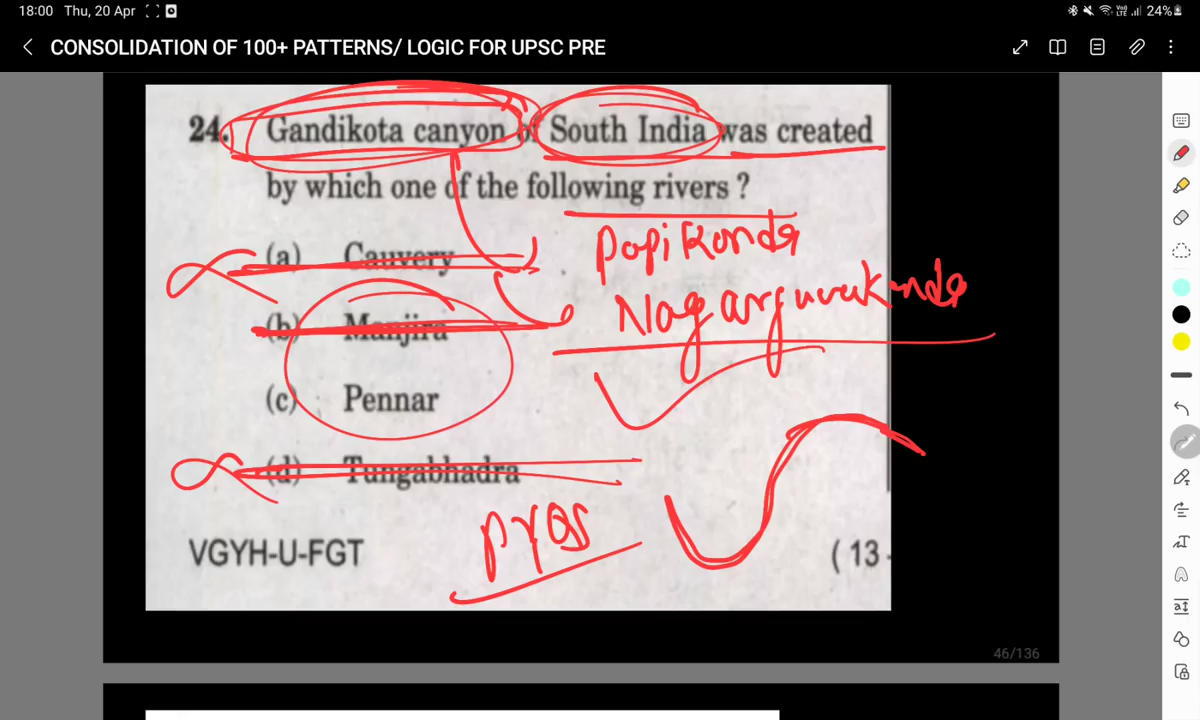 18:00 Thu, 20 Apr
24%
CONSOLIDATION OF 100+ PATTERNS/ LOGIC FOR UPSC PRE
24. Gandikota canyon of South India was created
by which one of the following rivers ?
(a) Cauvery
papikonda
(b) Manjira
(c) Pennar
(d) Tungabhadra
PYQS
VGYH-U-FGT
( 13 -
46/136